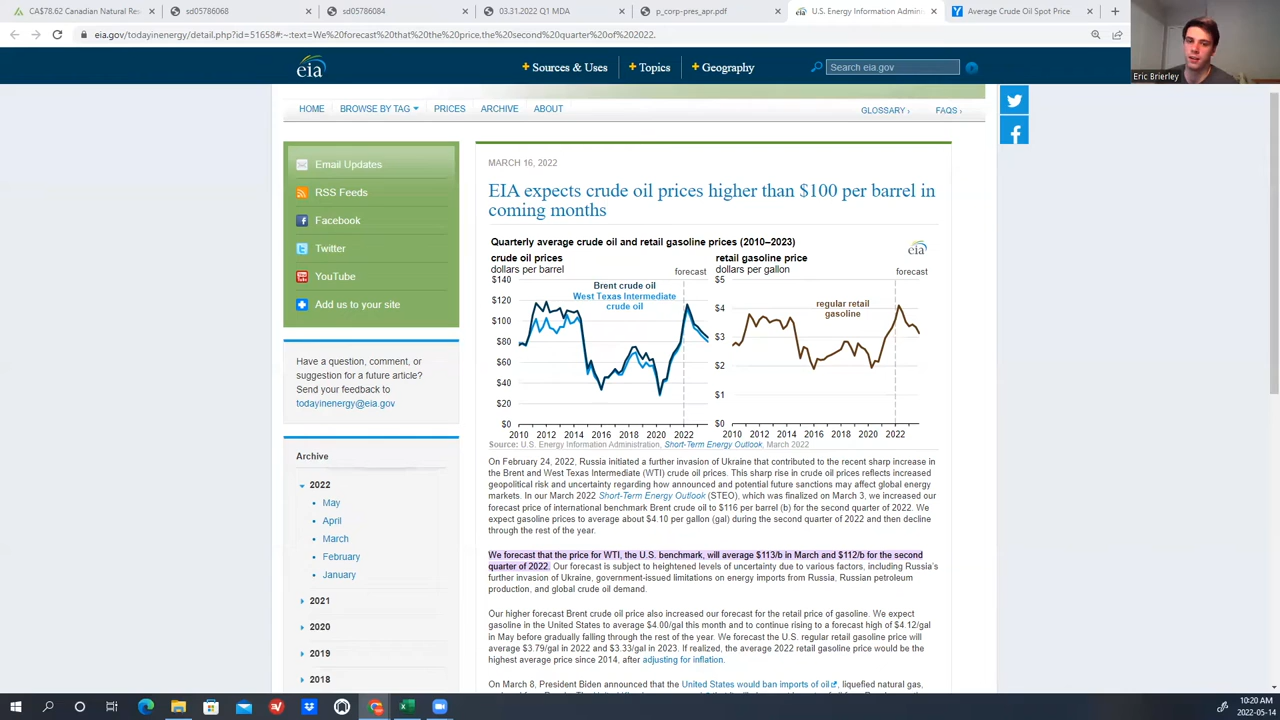 CA$78.62 Canadian Natural Res
sd05786068
sd05786084
03.31.2022 Q1 MDA
p_corp-pres_apr.pdf
U.S. Energy Information Admini
Average Crude Oil Spot Price
eia.gov/todayinenergy/detail.php?id=51658#:~:text=We%20forecast%20that%20the%20price,the%20second%20quarter%20of%202022.
Eric Brierley
eia
+ Sources & Uses
+ Topics
+ Geography
Search eia.gov
HOME BROWSE BY TAG PRICES ARCHIVE ABOUT
GLOSSARY › FAQS ›
Email Updates
RSS Feeds
Facebook
Twitter
YouTube
Add us to your site
Have a question, comment, or
suggestion for a future article?
Send your feedback to
todayinenergy@eia.gov
Archive
2022
May
April
March
February
January
2021
2020
2019
2018
MARCH 16, 2022
EIA expects crude oil prices higher than $100 per barrel in
coming months
Quarterly average crude oil and retail gasoline prices (2010–2023)
eia
crude oil prices
dollars per barrel
forecast
$140
$120
$100
$80
$60
$40
$20
$0
Brent crude oil
West Texas Intermediate
crude oil
2010 2012 2014 2016 2018 2020 2022
retail gasoline price
dollars per gallon
forecast
$5
$4
$3
$2
$1
$0
regular retail
gasoline
2010 2012 2014 2016 2018 2020 2022
Source: U.S. Energy Information Administration, Short-Term Energy Outlook, March 2022
On February 24, 2022, Russia initiated a further invasion of Ukraine that contributed to the recent sharp increase in
the Brent and West Texas Intermediate (WTI) crude oil prices. This sharp rise in crude oil prices reflects increased
geopolitical risk and uncertainty regarding how announced and potential future sanctions may affect global energy
markets. In our March 2022 Short-Term Energy Outlook (STEO), which was finalized on March 3, we increased our
forecast price of international benchmark Brent crude oil to $116 per barrel (b) for the second quarter of 2022. We
expect gasoline prices to average about $4.10 per gallon (gal) during the second quarter of 2022 and then decline
through the rest of the year.
We forecast that the price for WTI, the U.S. benchmark, will average $113/b in March and $112/b for the second
quarter of 2022. Our forecast is subject to heightened levels of uncertainty due to various factors, including Russia's
further invasion of Ukraine, government-issued limitations on energy imports from Russia, Russian petroleum
production, and global crude oil demand.
Our higher forecast Brent crude oil price also increased our forecast for the retail price of gasoline. We expect
gasoline in the United States to average $4.00/gal this month and to continue rising to a forecast high of $4.12/gal
in May before gradually falling through the rest of the year. We forecast the U.S. regular retail gasoline price will
average $3.79/gal in 2022 and $3.33/gal in 2023. If realized, the average 2022 retail gasoline price would be the
highest average price since 2014, after adjusting for inflation.
On March 8, President Biden announced that the United States would ban imports of oil, liquefied natural gas,
10:20 AM
2022-05-14